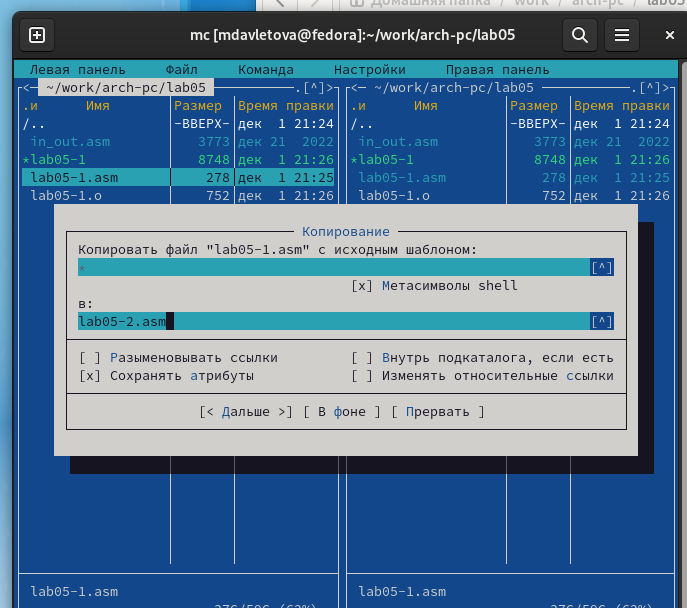 Домашняя папка / work / arch-pc / lab05
mc [mdavletova@fedora]:~/work/arch-pc/lab05
Левая панель Файл Команда Настройки Правая панель
<─ ~/work/arch-pc/lab05 ─.[^]> <─ ~/work/arch-pc/lab05 ─.[^]>
.и Имя Размер Время правки .и Имя Размер Время правки
/.. -ВВЕРХ- дек 1 21:24 /.. -ВВЕРХ- дек 1 21:24
in_out.asm 3773 дек 21 2022 in_out.asm 3773 дек 21 2022
*lab05-1 8748 дек 1 21:26 *lab05-1 8748 дек 1 21:26
lab05-1.asm 278 дек 1 21:25 lab05-1.asm 278 дек 1 21:25
lab05-1.o 752 дек 1 21:26 lab05-1.o 752 дек 1 21:26
Копирование
Копировать файл "lab05-1.asm" с исходным шаблоном:
* [^]
[x] Метасимволы shell
в:
lab05-2.asm [^]
[ ] Разыменовывать ссылки [ ] Внутрь подкаталога, если есть
[x] Сохранять атрибуты [ ] Изменять относительные ссылки
[< Дальше >] [ В фоне ] [ Прервать ]
lab05-1.asm lab05-1.asm